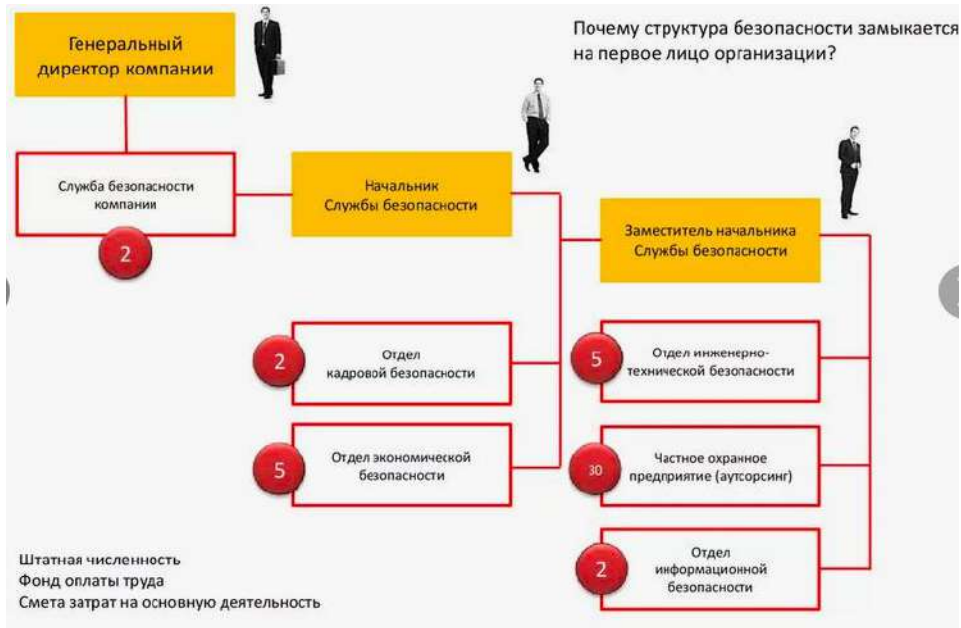 Генеральный
директор компании
Почему структура безопасности замыкается
на первое лицо организации?
Служба безопасности
компании
2
Начальник
Службы безопасности
Заместитель начальника
Службы безопасности
2
Отдел
кадровой безопасности
5
Отдел экономической
безопасности
5
Отдел инженерно-
технической безопасности
30
Частное охранное
предприятие (аутсорсинг)
2
Отдел
информационной
безопасности
Штатная численность
Фонд оплаты труда
Смета затрат на основную деятельность